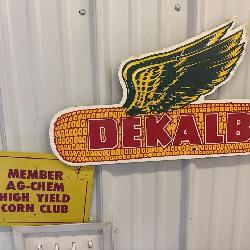 DEKALB
MEMBER
AG-CHEM
HIGH YIELD
CORN CLUB